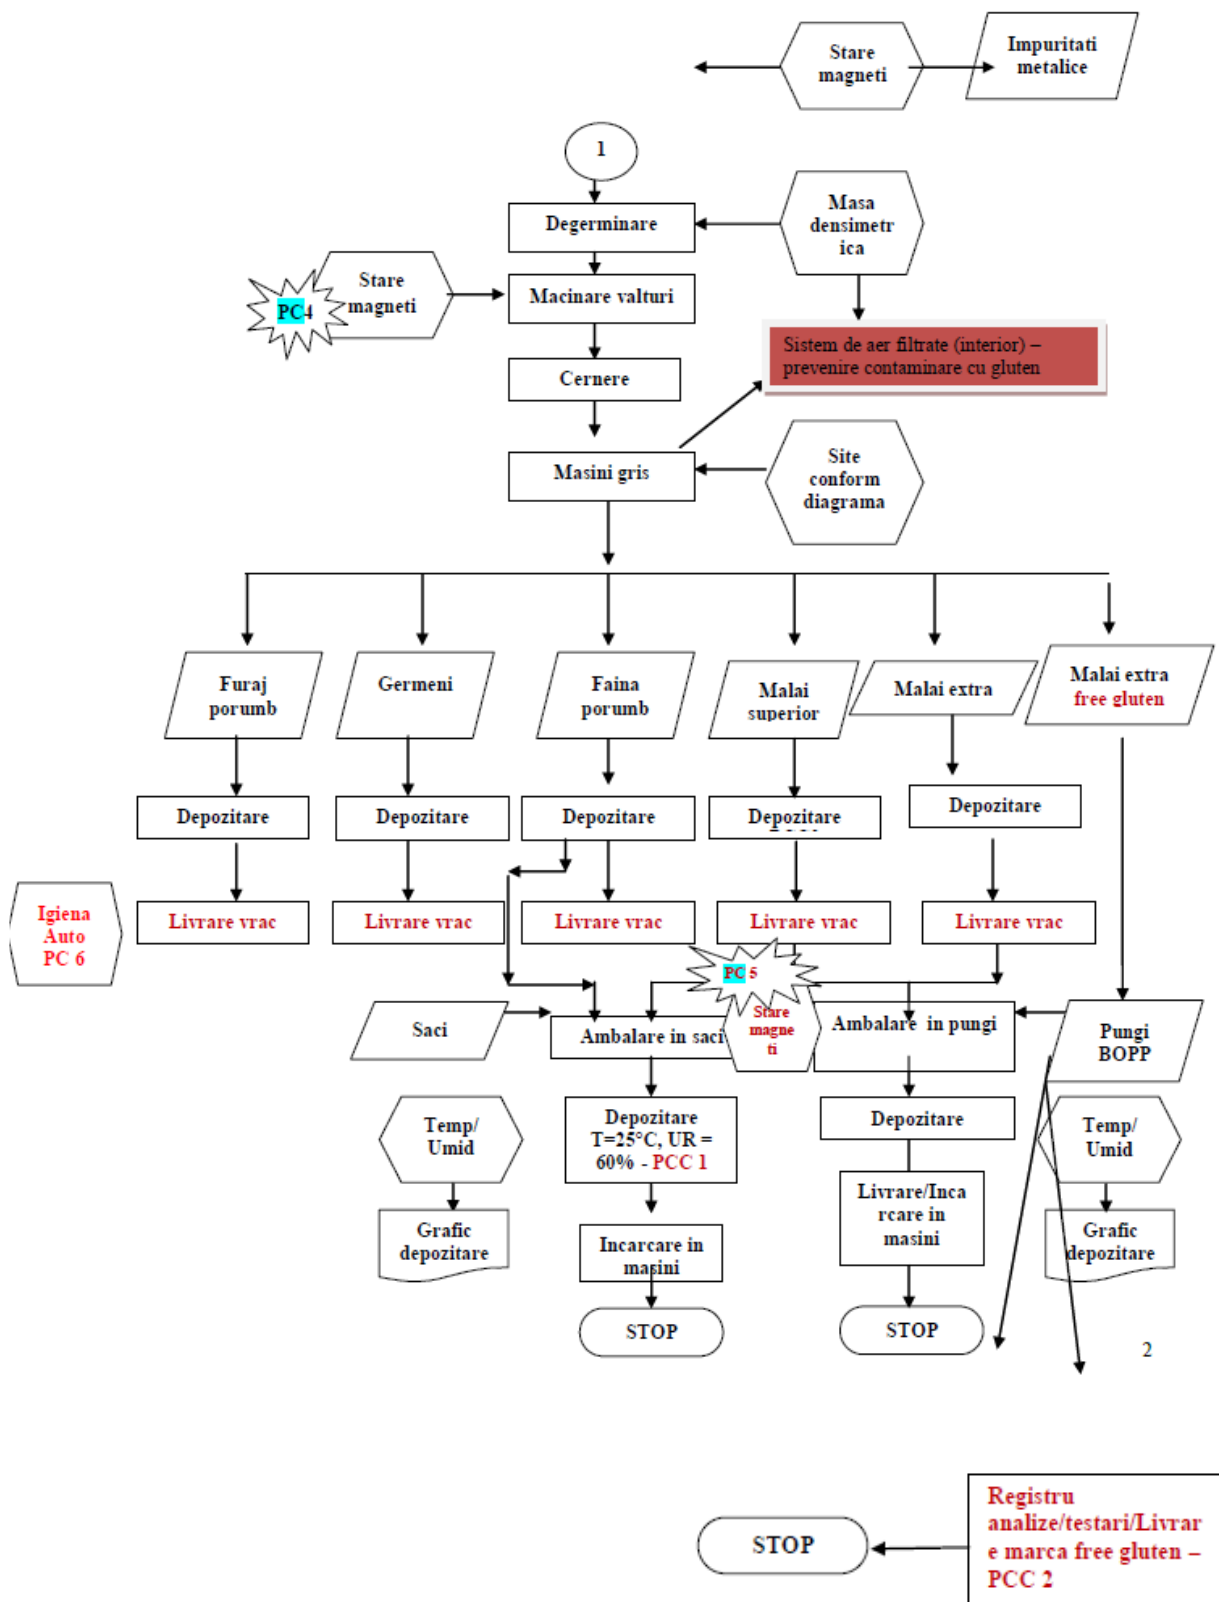 Stare
magneti
Impuritati
metalice
1
Degerminare
Masa
densimetr
ica
Stare
magneti
PC4
Macinare valturi
Sistem de aer filtrate (interior) –
prevenire contaminare cu gluten
Cernere
Masini gris
Site
conform
diagrama
Furaj
porumb
Germeni
Faina
porumb
Malai
superior
Malai extra
Malai extra
free gluten
Depozitare
Depozitare
Depozitare
Depozitare
Depozitare
Igiena
Auto
PC 6
Livrare vrac
Livrare vrac
Livrare vrac
Livrare vrac
Livrare vrac
PC 5
Stare
magne
ti
Saci
Ambalare in saci
Ambalare in pungi
Pungi
BOPP
Temp/
Umid
Depozitare
T=25°C, UR =
60% - PCC 1
Depozitare
Temp/
Umid
Grafic
depozitare
Incarcare in
masini
Livrare/Inca
rcare in
masini
Grafic
depozitare
STOP
STOP
2
STOP
Registru
analize/testari/Livrar
e marca free gluten –
PCC 2